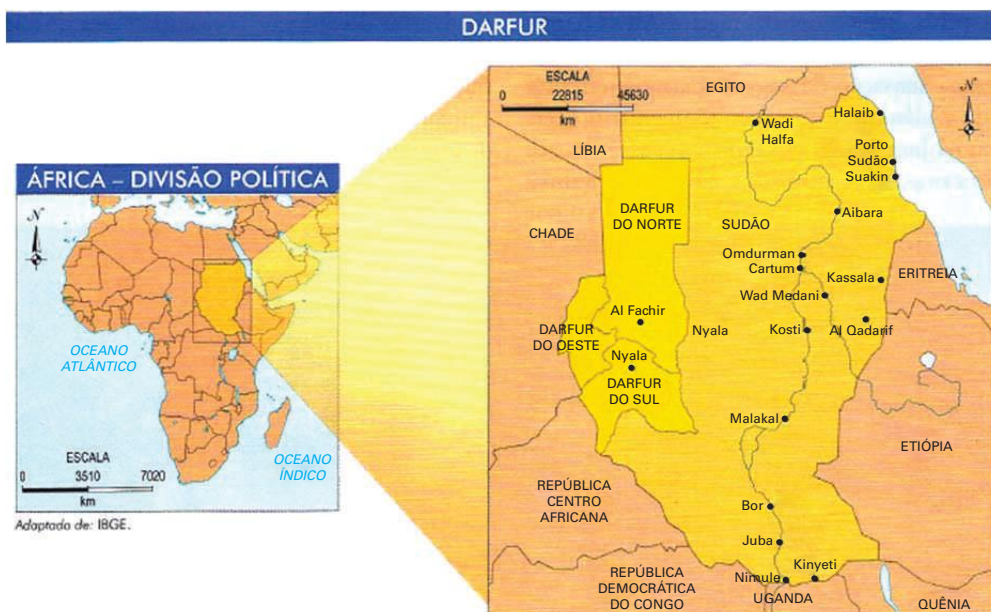 DARFUR
ÁFRICA – DIVISÃO POLÍTICA
N
OCEANO
ATLÂNTICO
OCEANO
ÍNDICO
ESCALA
0 3510 7020
km
Adaptada de: IBGE.
ESCALA
0 22815 45630
km
N
EGITO
LÍBIA
Wadi
Halfa
Halaib
Porto
Sudão
Suakin
DARFUR
DO NORTE
SUDÃO
Aibara
CHADE
Omdurman
Cartum
Kassala
ERITREIA
Wad Medani
Al Fachir
Nyala
Kosti
Al Qadarif
DARFUR
DO OESTE
Nyala
DARFUR
DO SUL
Malakal
ETIÓPIA
REPÚBLICA
CENTRO
AFRICANA
Bor
Juba
Kinyeti
Nimule
REPÚBLICA
DEMOCRÁTICA
DO CONGO
UGANDA
QUÊNIA